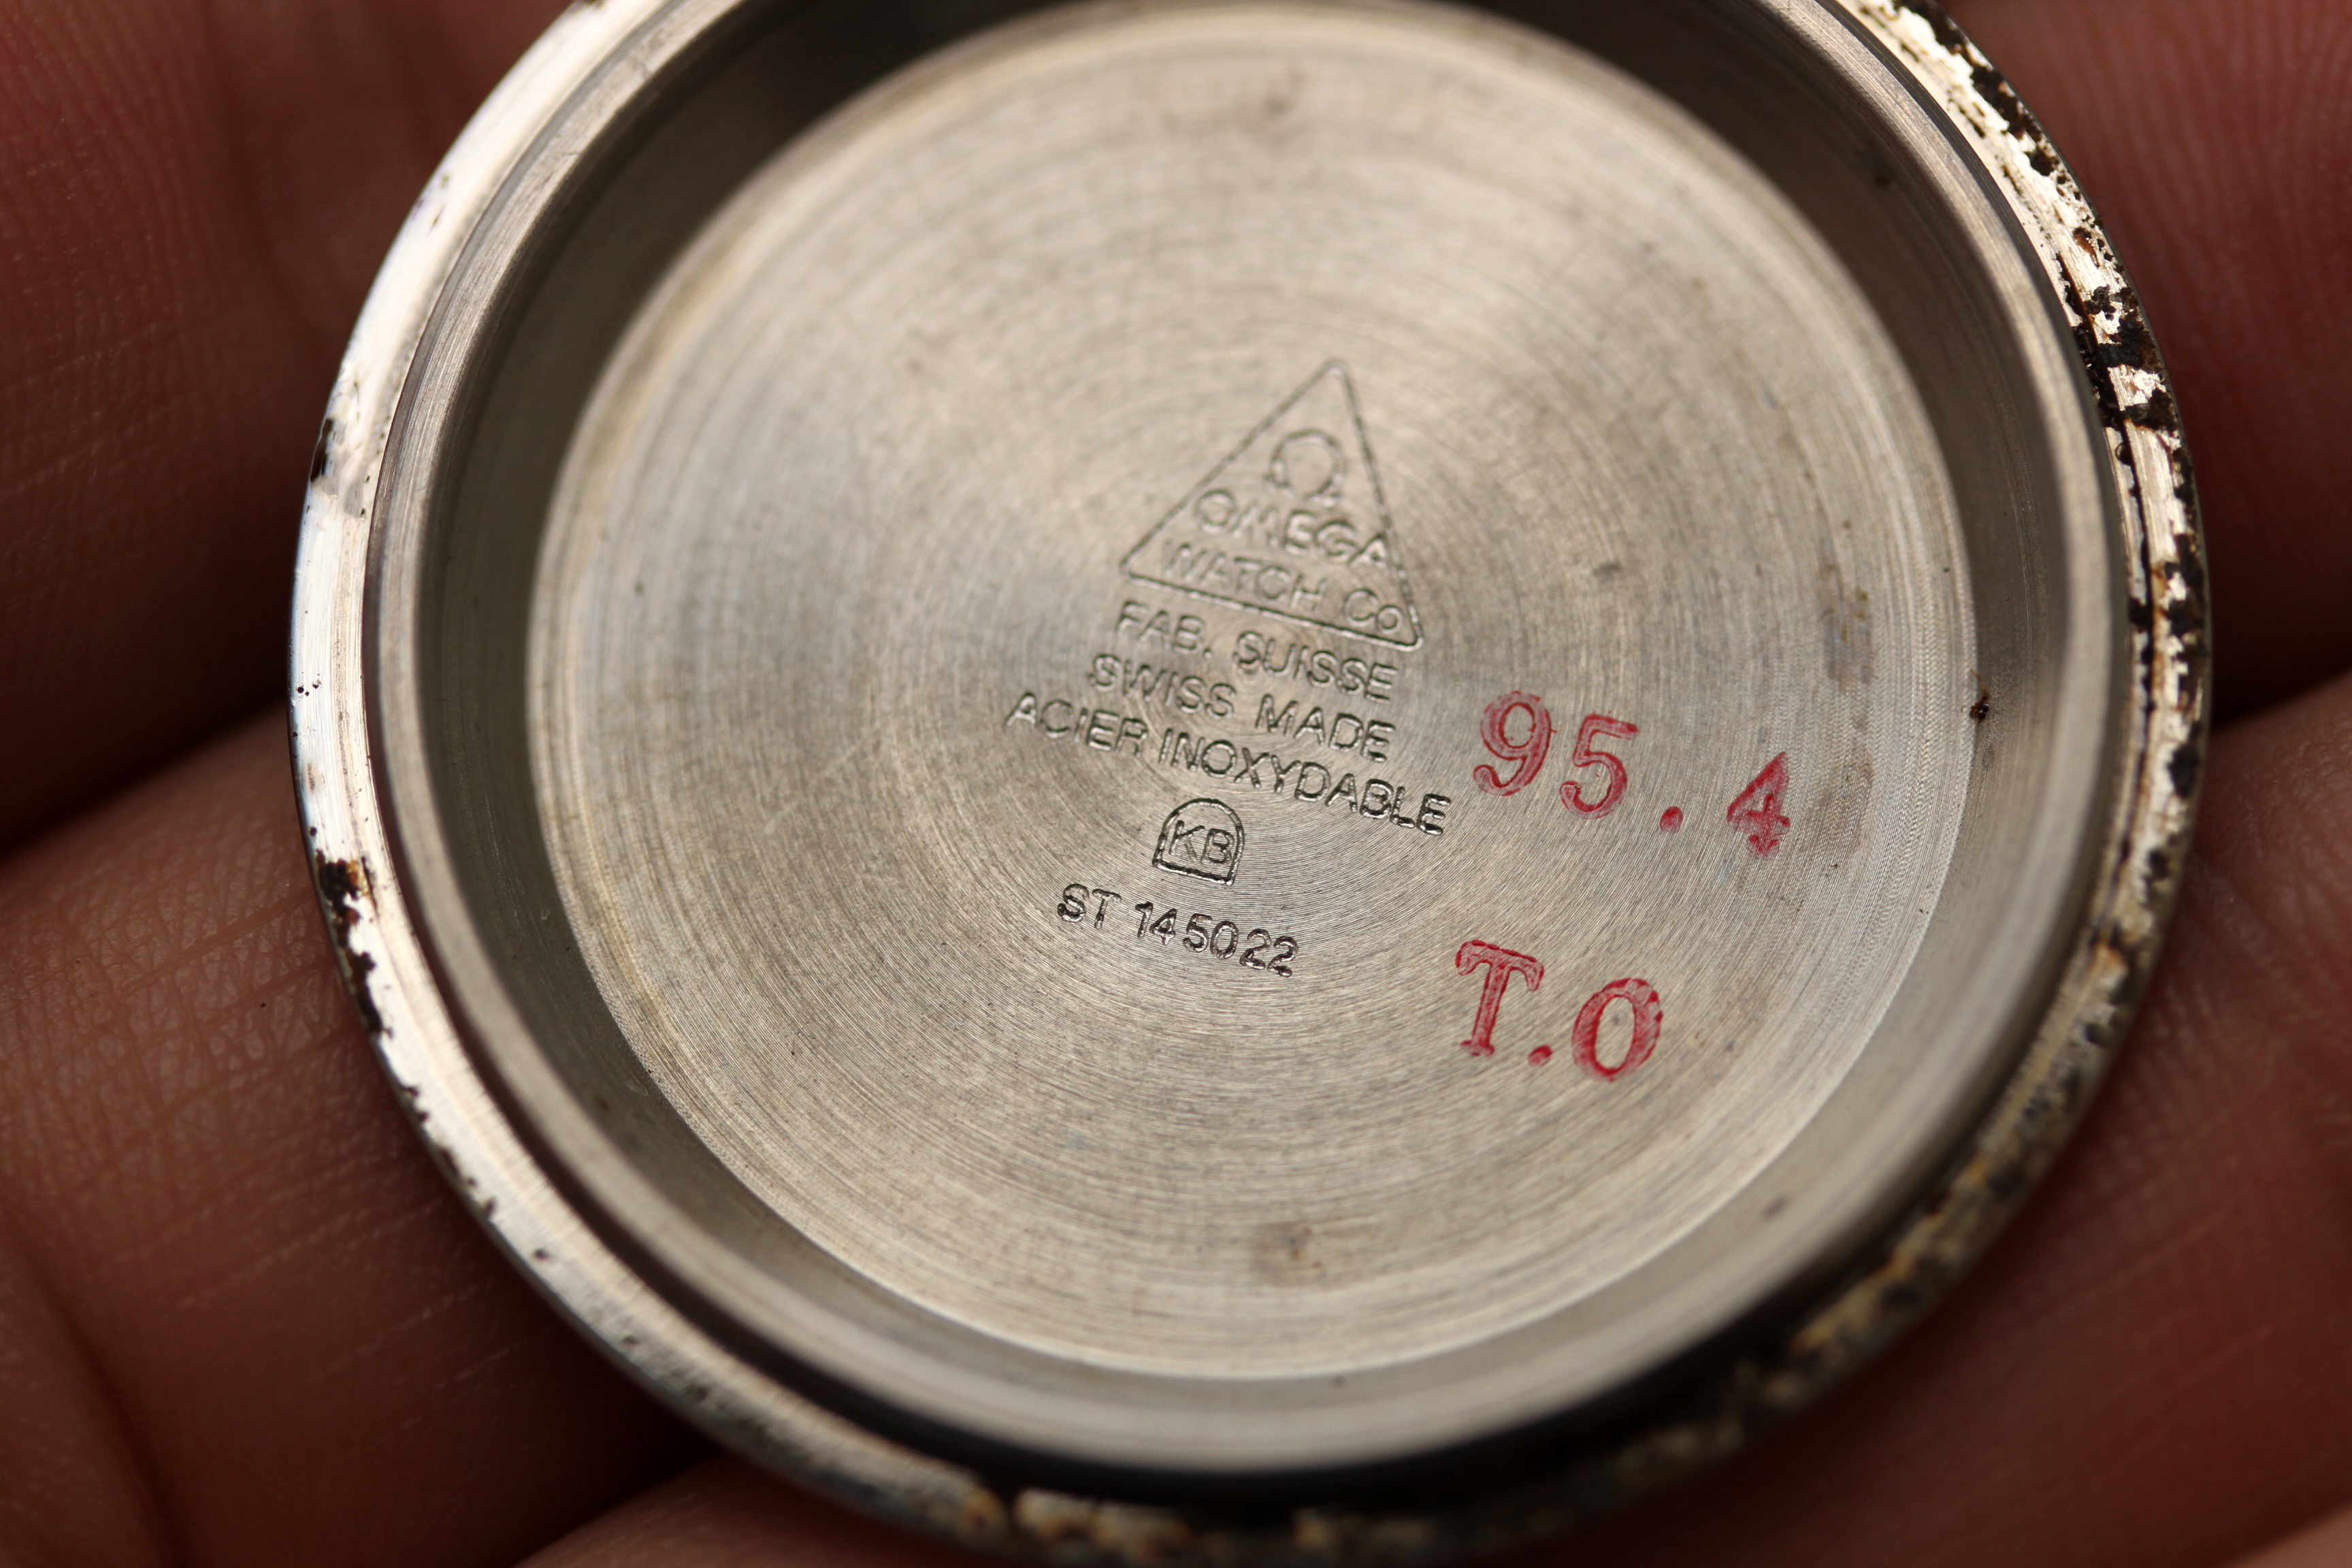 Ω
OMEGA
WATCH Co
FAB. SUISSE
SWISS MADE
ACIER INOXYDABLE
95.4
KB
ST 145022
T.O